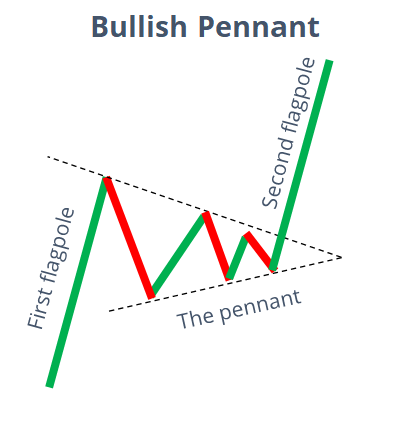 Bullish Pennant
First flagpole
Second flagpole
The pennant